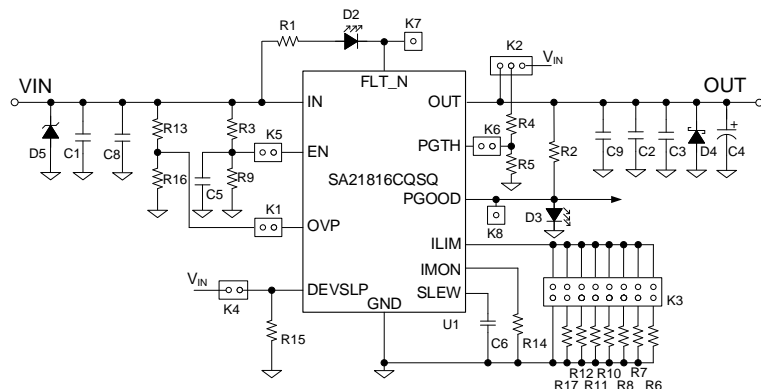 D2
K7
R1
K2
V_IN
VIN
FLT_N
OUT
IN
OUT
R13
R3
K5
R4
K6
PGTH
R2
D5
C1
C8
EN
R5
C9
C2
C3
D4
+
C4
R16
C5
R9
SA21816CQSQ
PGOOD
K1
OVP
K8
D3
ILIM
V_IN
K4
DEVSLP
IMON
SLEW
GND
K3
R15
U1
C6
R14
R12
R10
R7
R17
R11
R8
R6